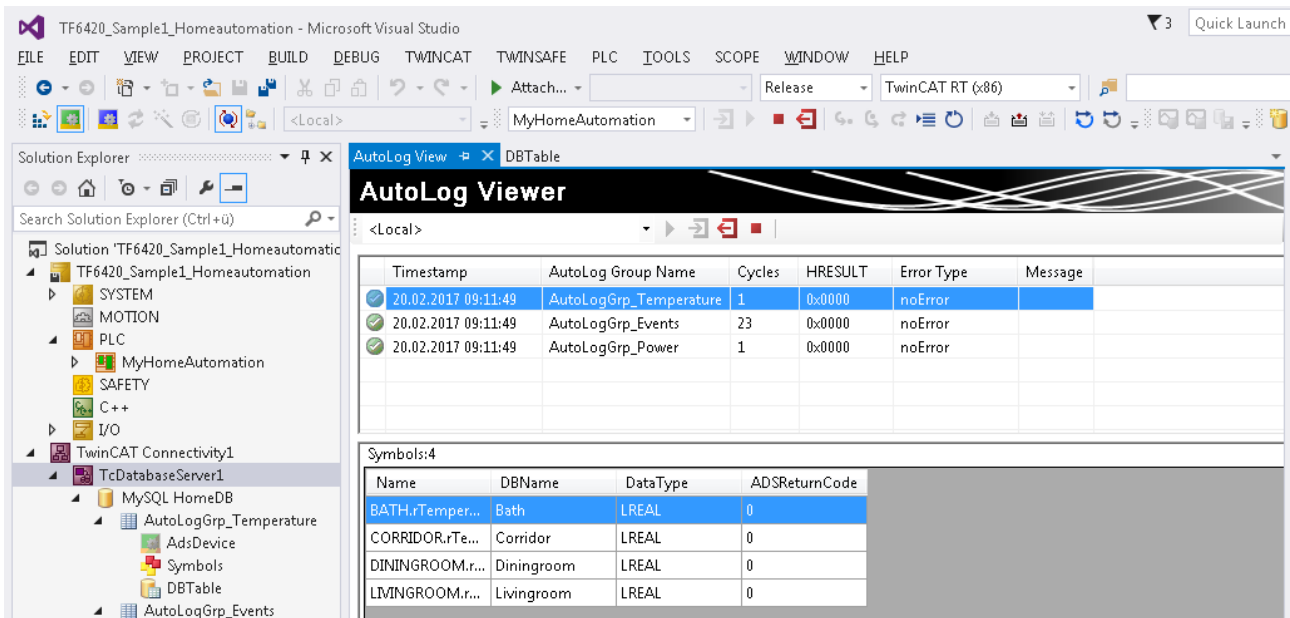 TF6420_Sample1_Homeautomation - Microsoft Visual Studio
3
Quick Launch
FILE EDIT VIEW PROJECT BUILD DEBUG TWINCAT TWINSAFE PLC TOOLS SCOPE WINDOW HELP
Attach... Release TwinCAT RT (x86)
<Local> MyHomeAutomation
Solution Explorer
Search Solution Explorer (Ctrl+ü)
Solution 'TF6420_Sample1_Homeautomatic
TF6420_Sample1_Homeautomation
SYSTEM
MOTION
PLC
MyHomeAutomation
SAFETY
C++
I/O
TwinCAT Connectivity1
TcDatabaseServer1
MySQL HomeDB
AutoLogGrp_Temperature
AdsDevice
Symbols
DBTable
AutoLogGrp_Events
AutoLog View DBTable
AutoLog Viewer
<Local>
Timestamp AutoLog Group Name Cycles HRESULT Error Type Message
20.02.2017 09:11:49 AutoLogGrp_Temperature 1 0x0000 noError
20.02.2017 09:11:49 AutoLogGrp_Events 23 0x0000 noError
20.02.2017 09:11:49 AutoLogGrp_Power 1 0x0000 noError
Symbols:4
Name DBName DataType ADSReturnCode
BATH.rTemper... Bath LREAL 0
CORRIDOR.rTe... Corridor LREAL 0
DININGROOM.r... Diningroom LREAL 0
LIVINGROOM.r... Livingroom LREAL 0